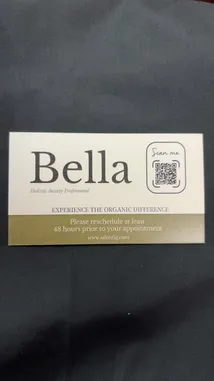 Scan me
Bella
Holistic Beauty Professional
EXPERIENCE THE ORGANIC DIFFERENCE
Please reschedule at least
48 hours prior to your appointment